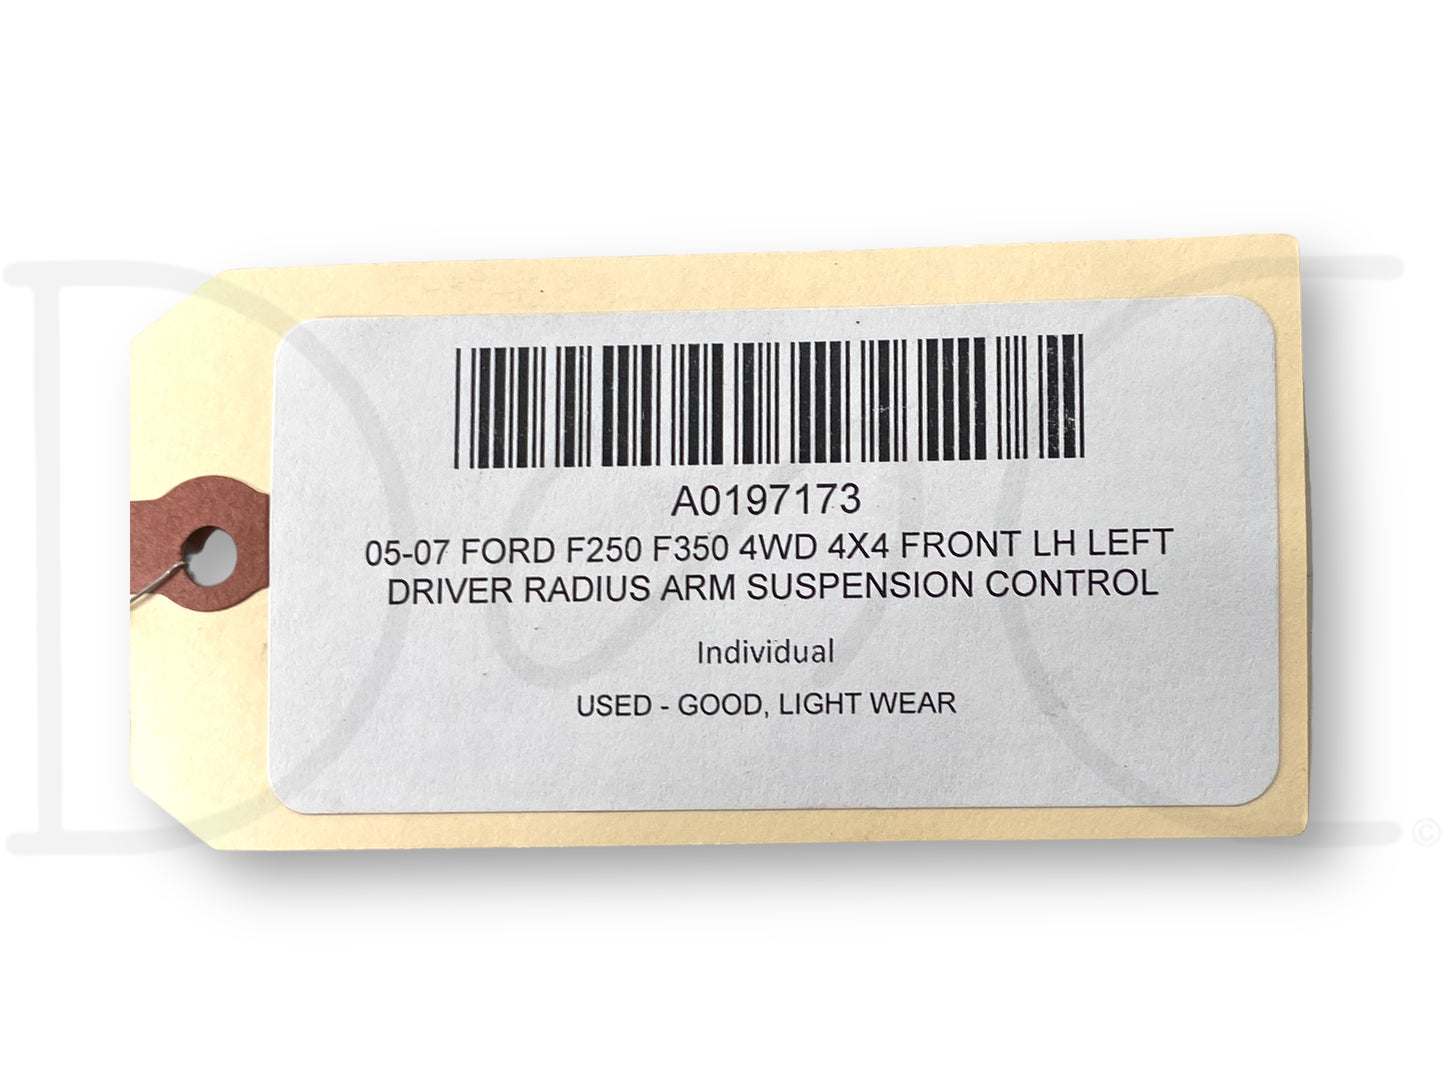 A0197173
05-07 FORD F250 F350 4WD 4X4 FRONT LH LEFT
DRIVER RADIUS ARM SUSPENSION CONTROL
Individual
USED - GOOD, LIGHT WEAR
©